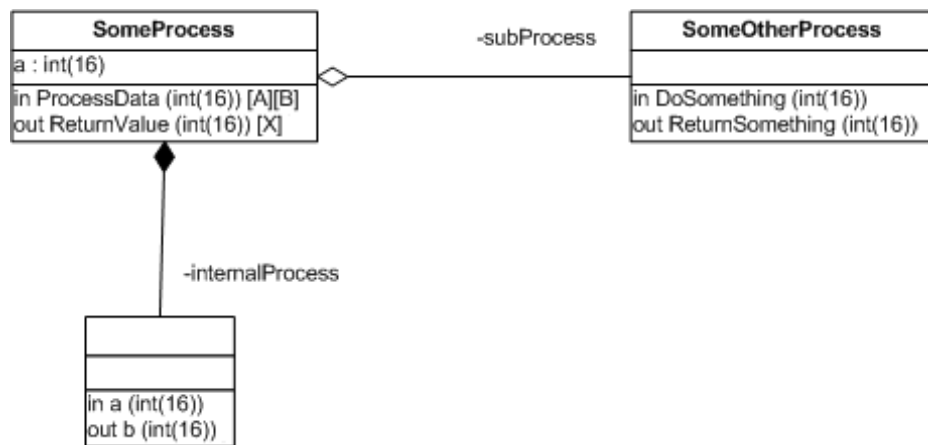 SomeProcess
a : int(16)
in ProcessData (int(16)) [A][B]
out ReturnValue (int(16)) [X]
-subProcess
SomeOtherProcess
in DoSomething (int(16))
out ReturnSomething (int(16))
-internalProcess
in a (int(16))
out b (int(16))